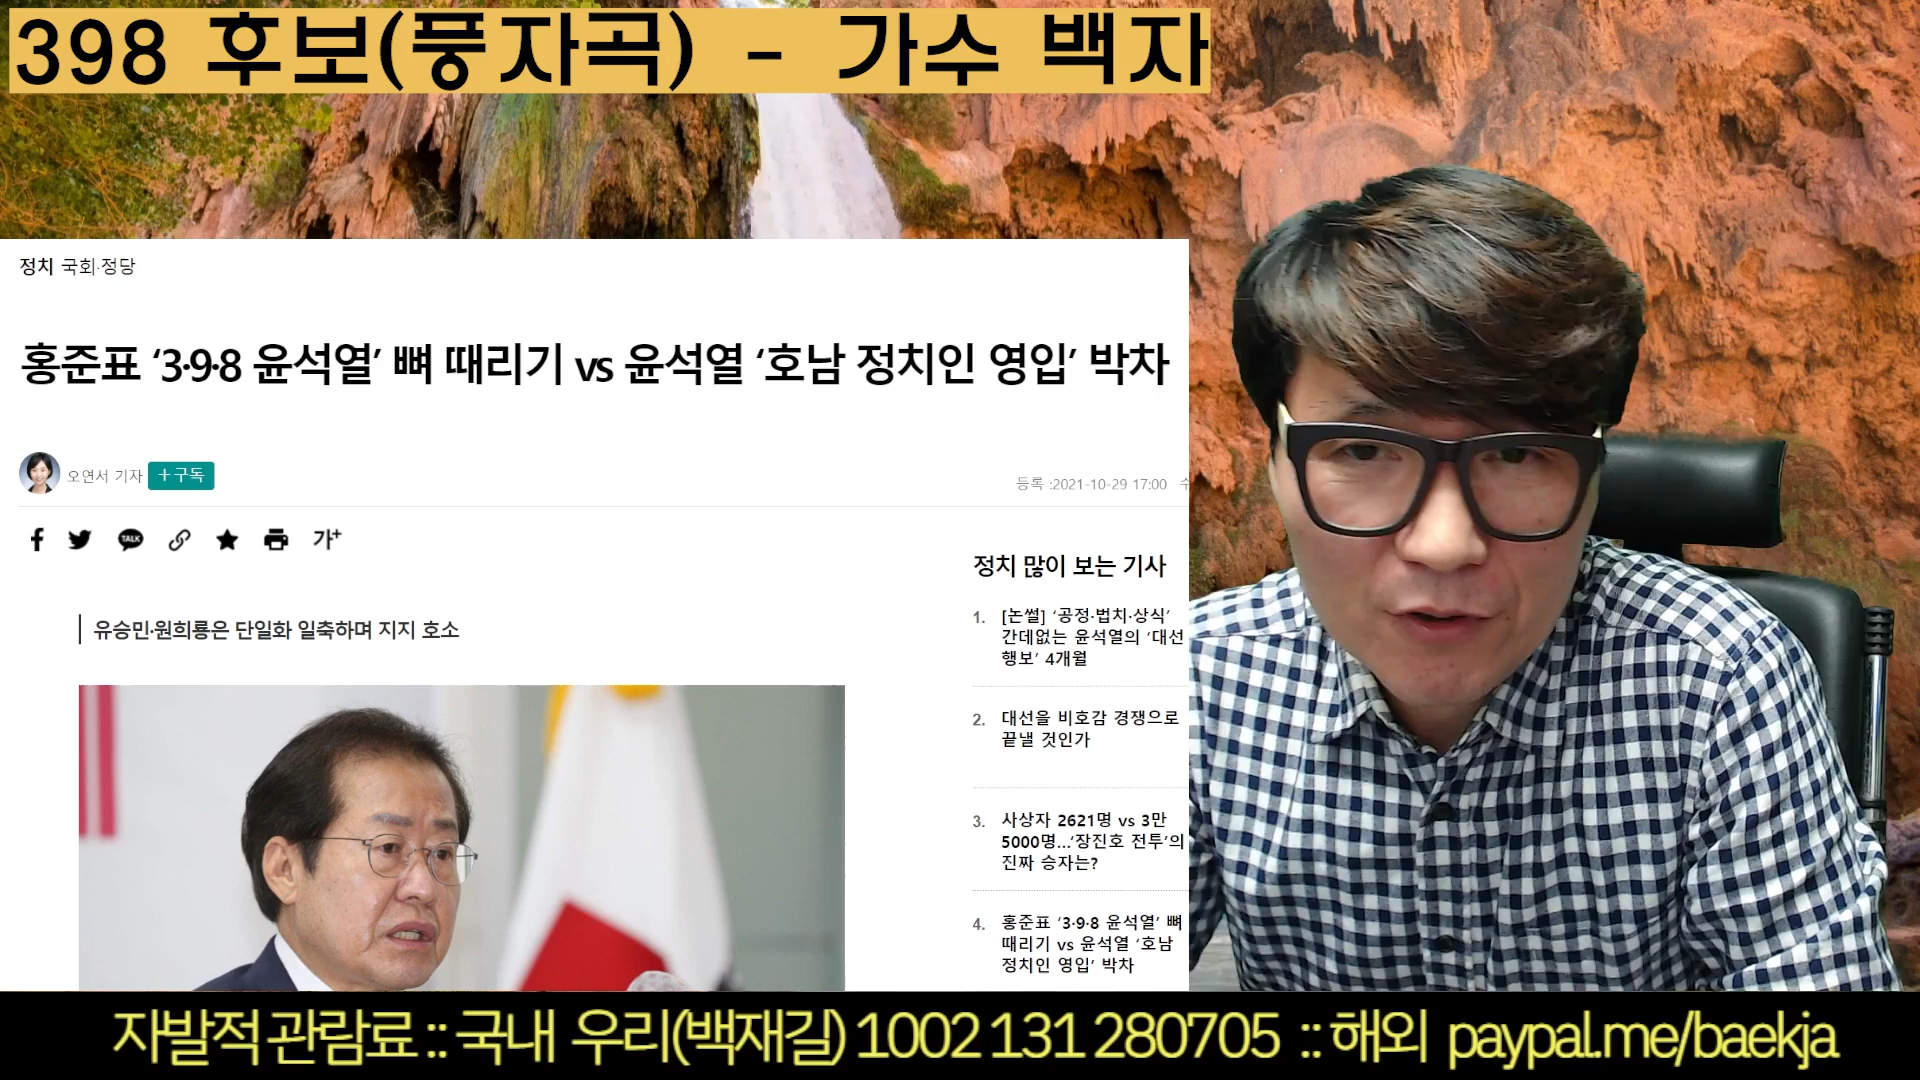 398 후보(풍자곡) - 가수 백자
정치 국회·정당
홍준표 ‘3·9·8 윤석열’ 뼈 때리기 vs 윤석열 ‘호남 정치인 영입’ 박차
오연서 기자 +구독
등록 :2021-10-29 17:00
TALK 가+
유승민·원희룡은 단일화 일축하며 지지 호소
정치 많이 보는 기사
1. [논썰] ‘공정·법치·상식’
간데없는 윤석열의 ‘대선
행보’ 4개월
2. 대선을 비호감 경쟁으로
끝낼 것인가
3. 사상자 2621명 vs 3만
5000명...‘장진호 전투’의
진짜 승자는?
4. 홍준표 ‘3·9·8 윤석열’ 뼈
때리기 vs 윤석열 ‘호남
정치인 영입’ 박차
자발적 관람료 :: 국내 우리(백재길) 1002 131 280705 :: 해외 paypal.me/baekja